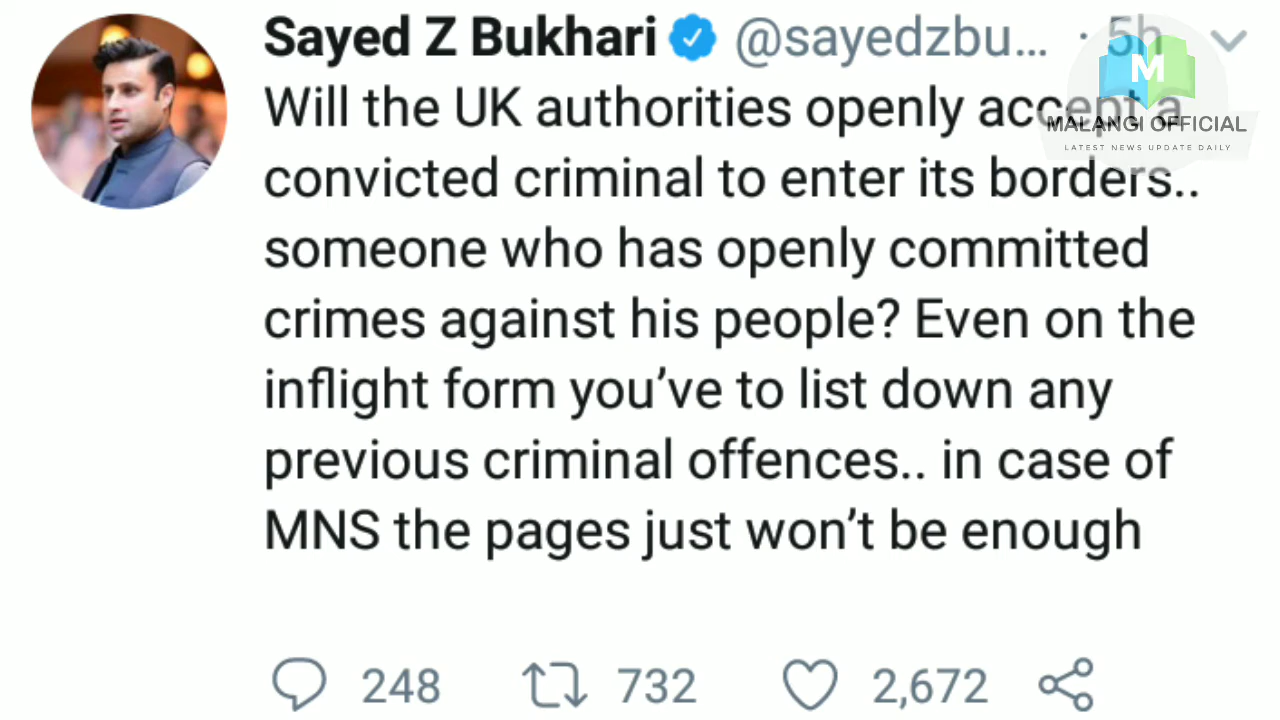 Sayed Z Bukhari @sayedzbu... · 5h
M
Will the UK authorities openly accept a
MALANGI OFFICIAL
LATEST NEWS UPDATE DAILY
convicted criminal to enter its borders..
someone who has openly committed
crimes against his people? Even on the
inflight form you've to list down any
previous criminal offences.. in case of
MNS the pages just won't be enough
248 732 2,672